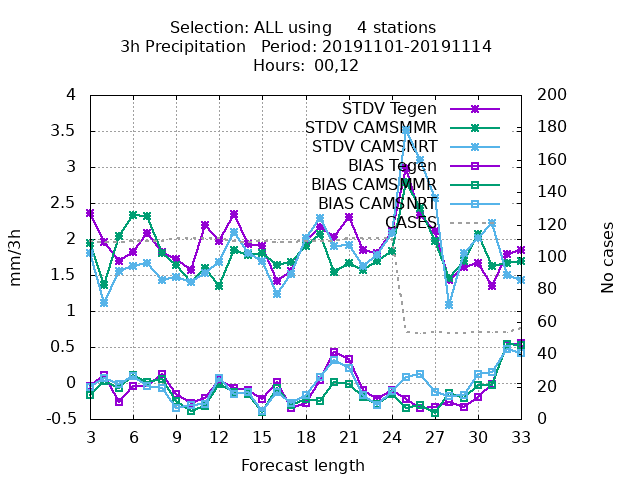 Selection: ALL using     4 stations
3h Precipitation   Period: 20191101-20191114
Hours:  00,12
4
3.5
3
2.5
2
1.5
1
0.5
0
-0.5
mm/3h
STDV Tegen
STDV CAMSMMR
STDV CAMSNRT
BIAS Tegen
BIAS CAMSMMR
BIAS CAMSNRT
CASES
200
180
160
140
120
100
80
60
40
20
0
No cases
3 6 9 12 15 18 21 24 27 30 33
Forecast length